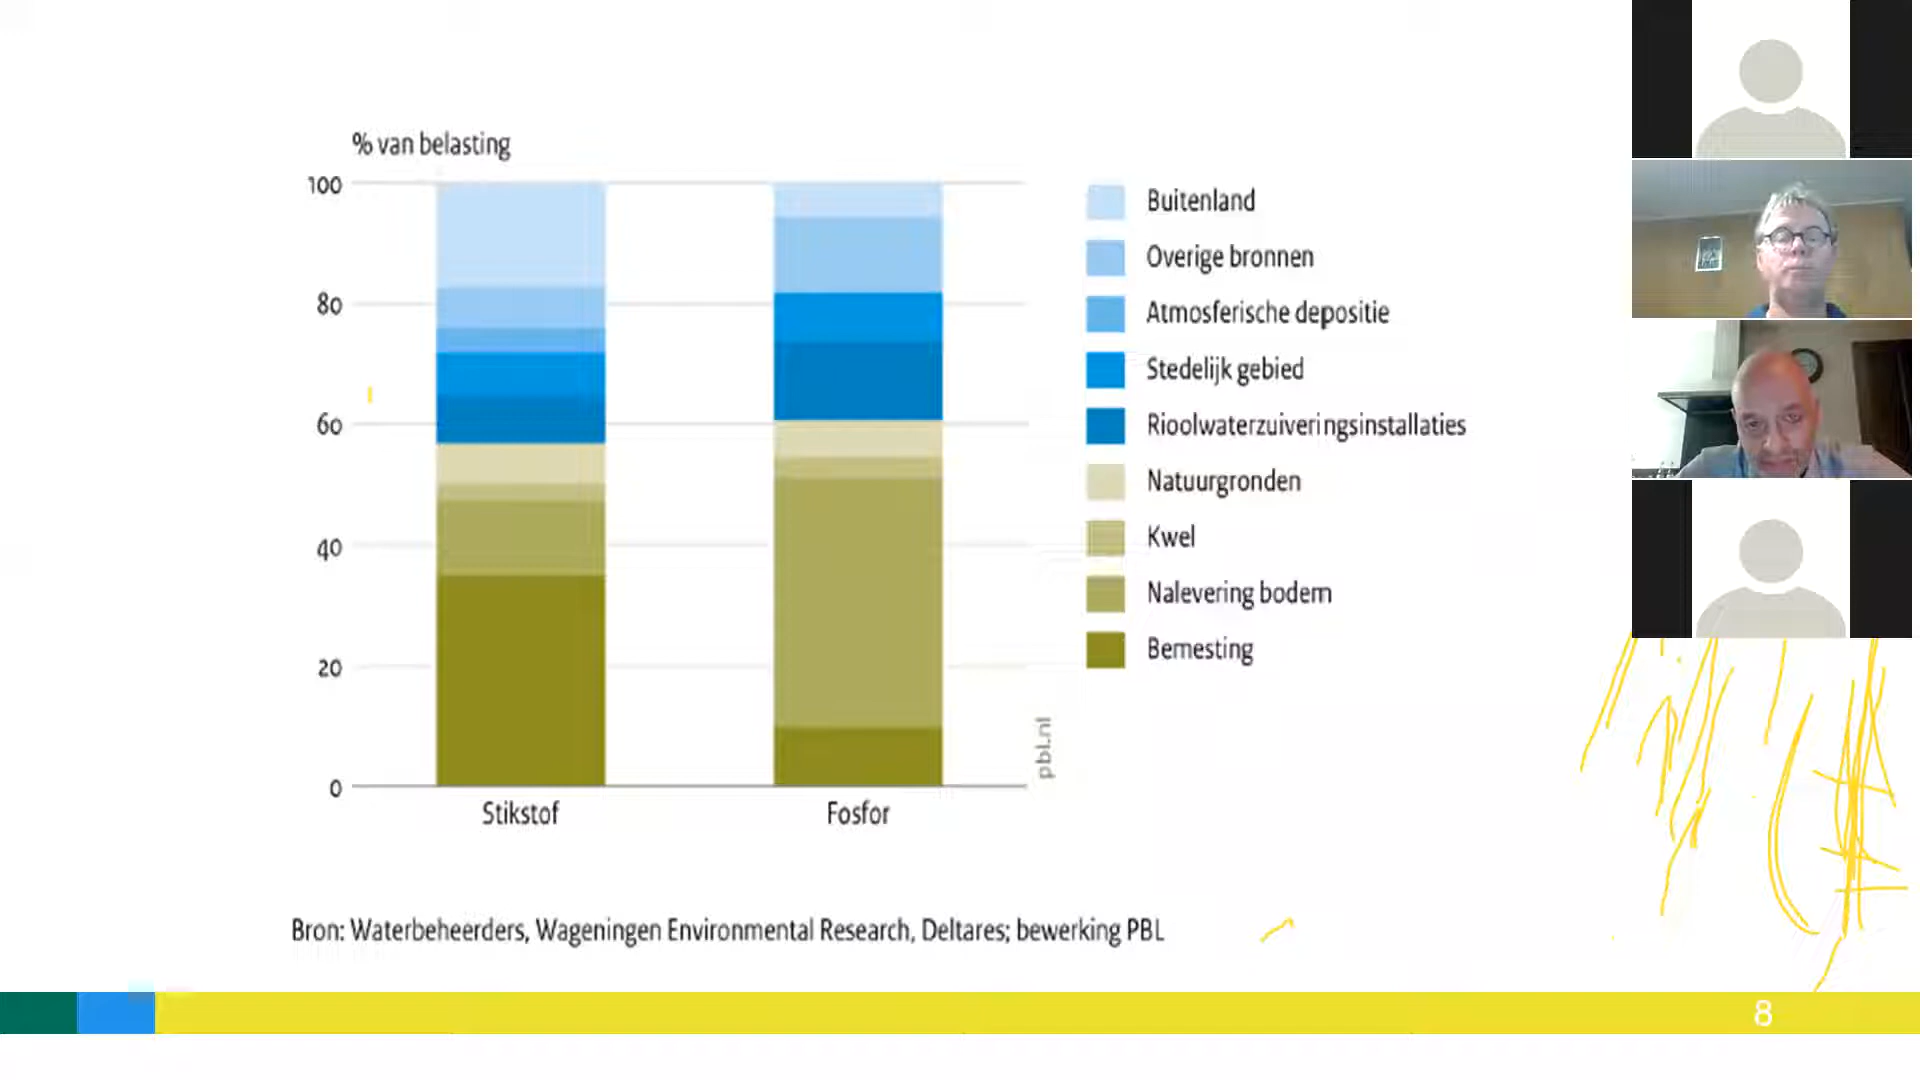 % van belasting
100
80
60
40
20
0
Stikstof
Fosfor
Buitenland
Overige bronnen
Atmosferische depositie
Stedelijk gebied
Rioolwaterzuiveringsinstallaties
Natuurgronden
Kwel
Nalevering bodem
Bemesting
pbl.nl
Bron: Waterbeheerders, Wageningen Environmental Research, Deltares; bewerking PBL
8